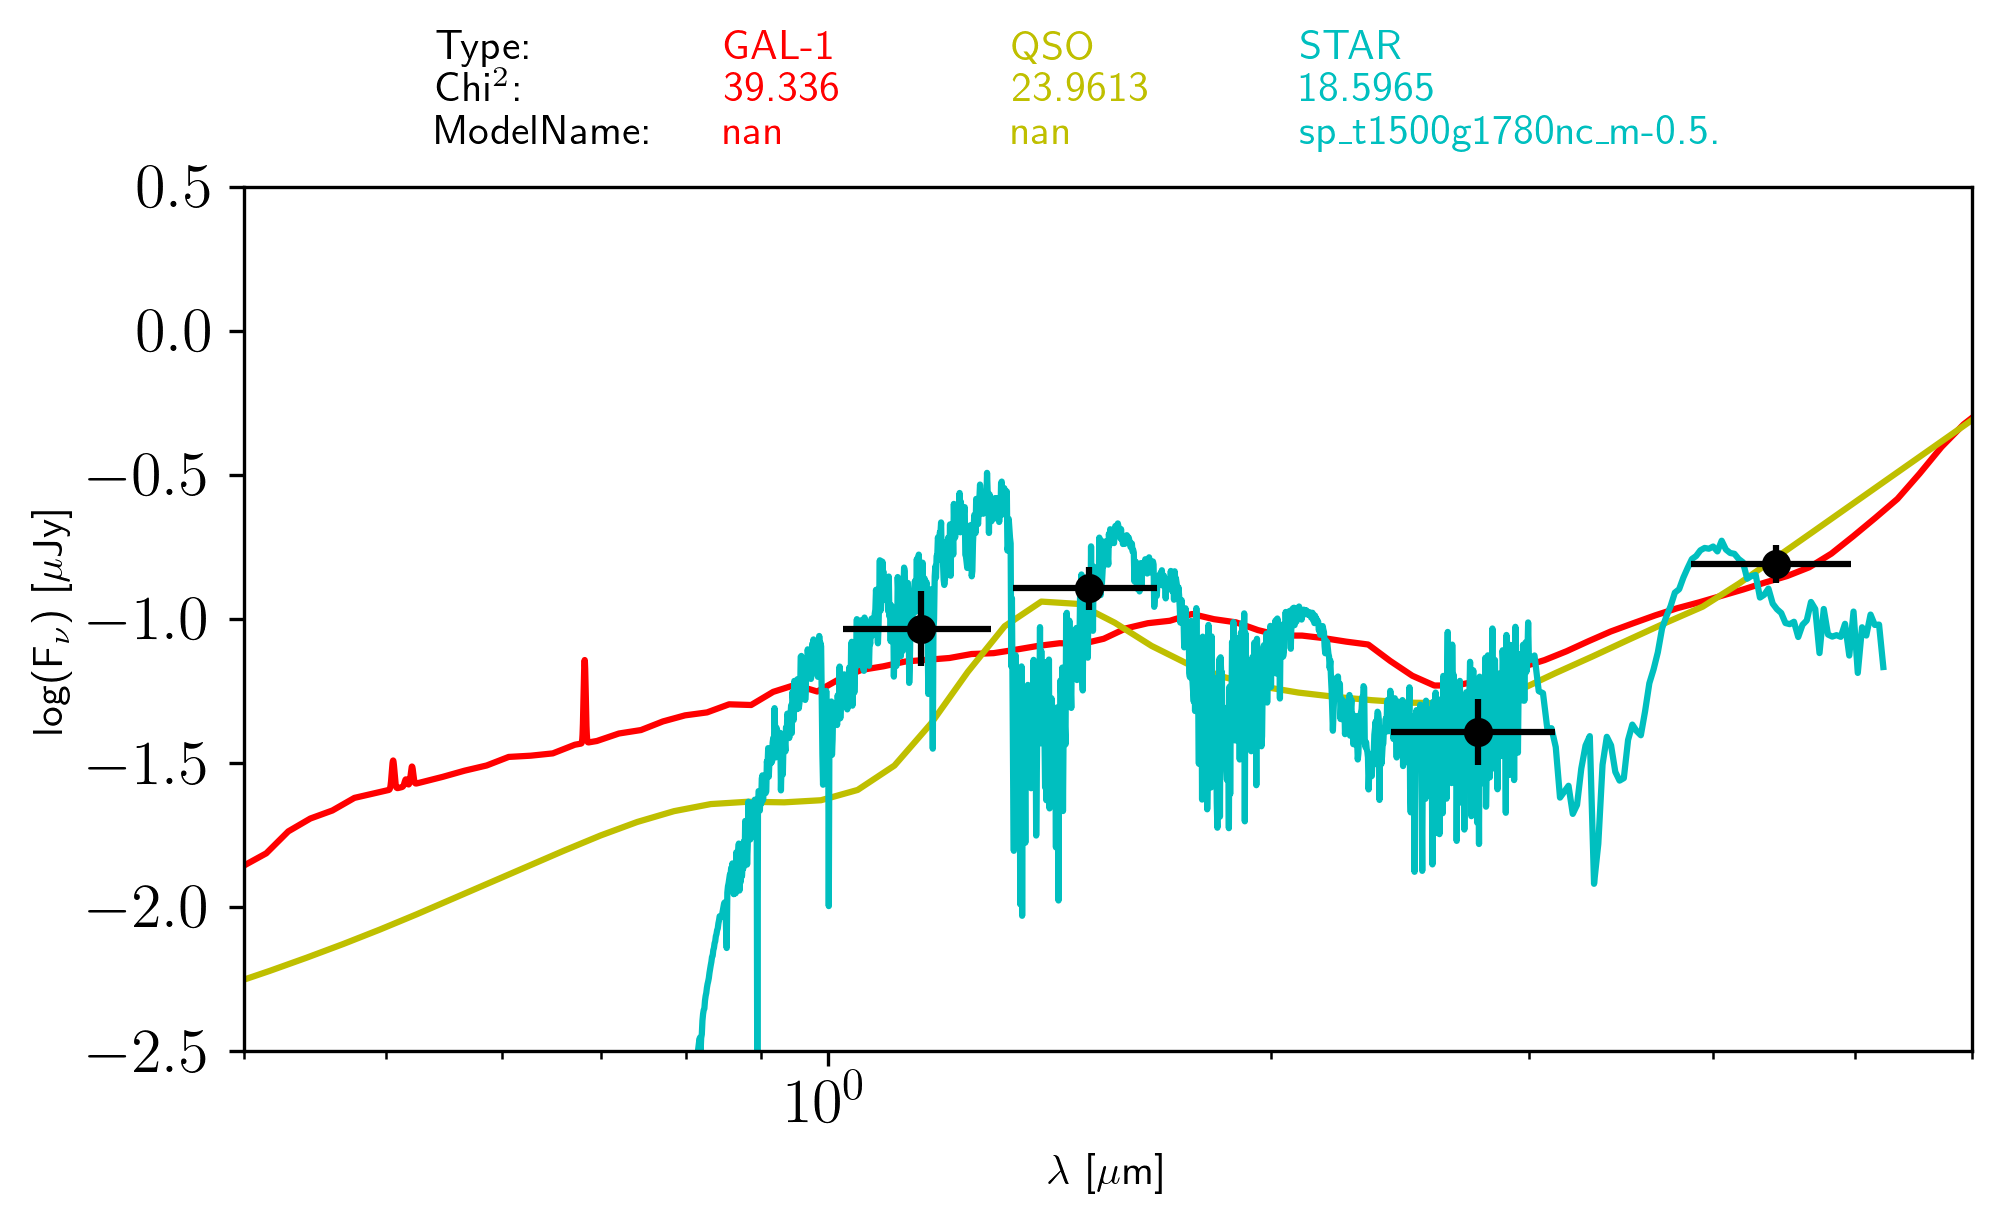 Type: GAL-1 QSO STAR
Chi²: 39.336 23.9613 18.5965
ModelName: nan nan sp_t1500g1780nc_m-0.5.
0.5
0.0
−0.5
−1.0
−1.5
−2.0
−2.5
log(Fν) [μJy]
10⁰
λ [μm]